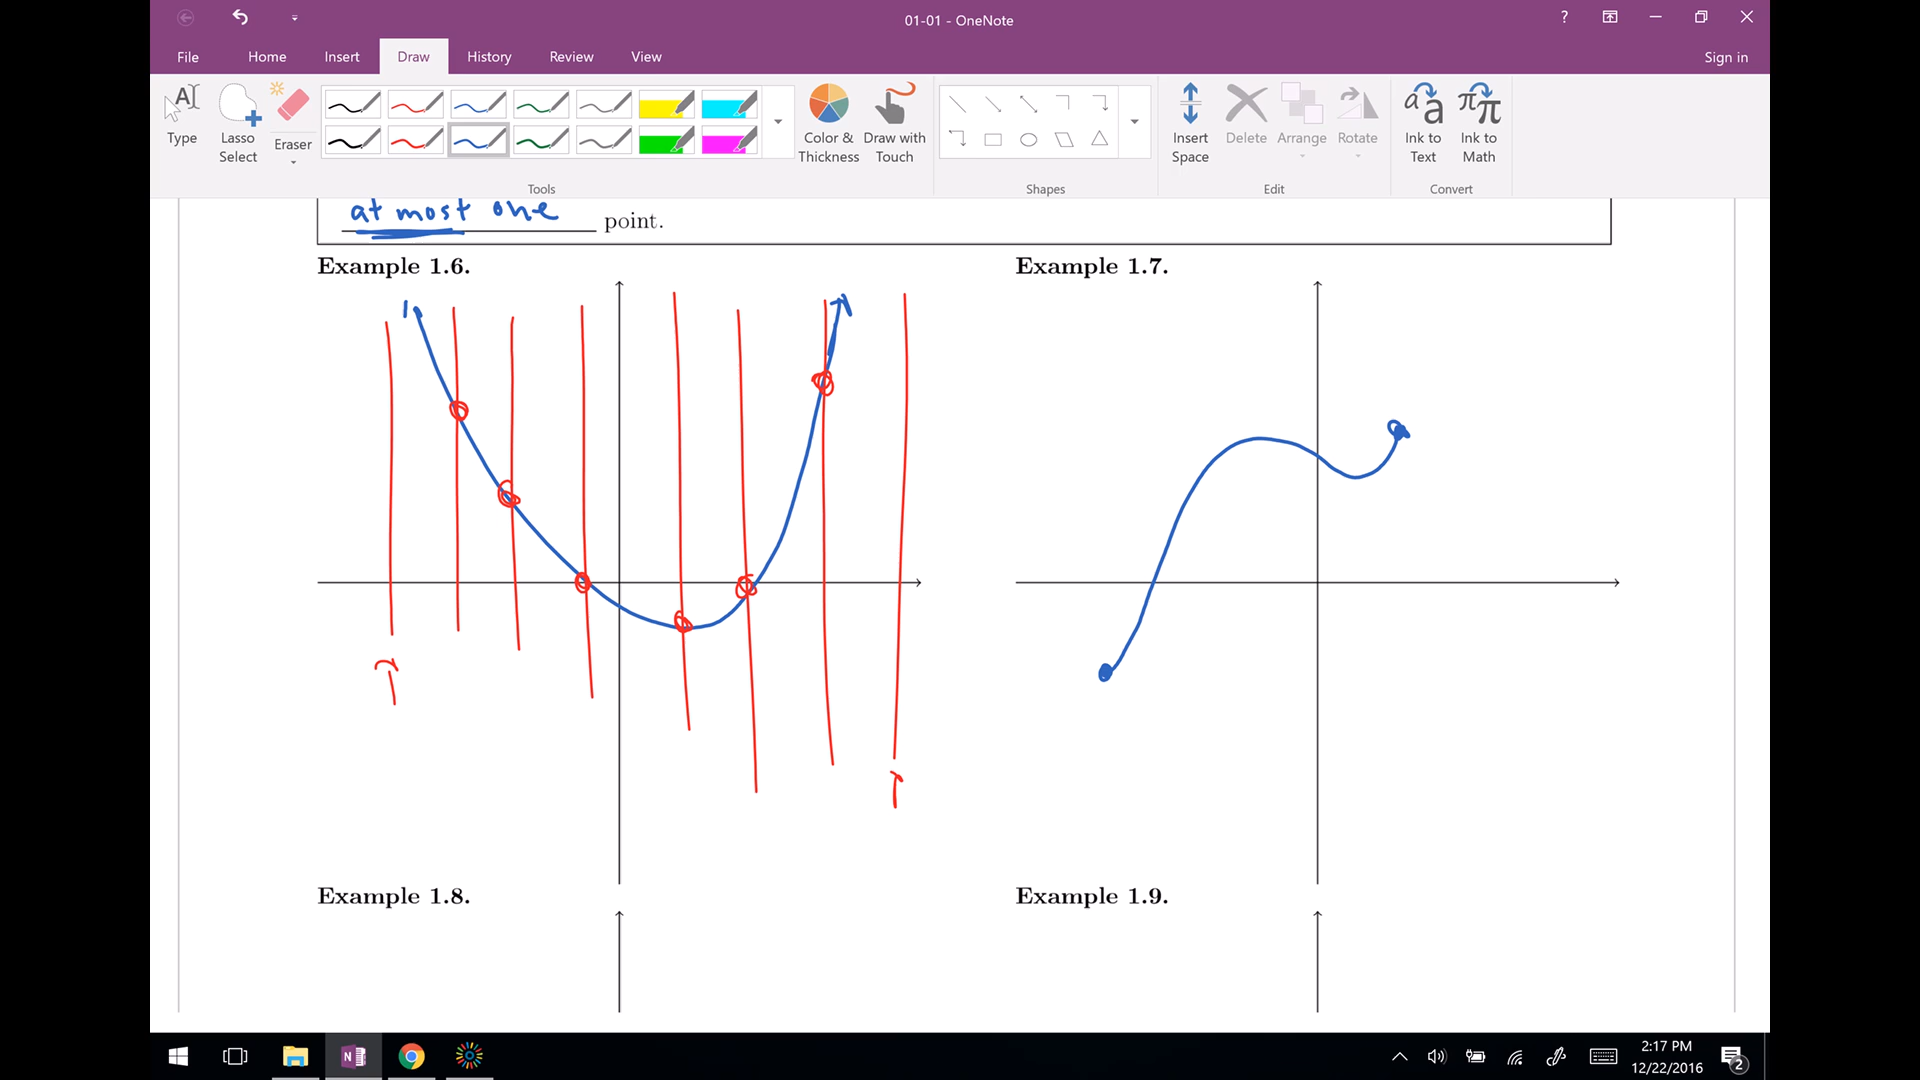 01-01 - OneNote
?
File Home Insert Draw History Review View Sign in
Type
Lasso Select
Eraser
Color & Thickness
Draw with Touch
Insert Space
Delete
Arrange
Rotate
Ink to Text
Ink to Math
Tools Shapes Edit Convert
at most one point.
Example 1.6. Example 1.7.
Example 1.8. Example 1.9.
2:17 PM
12/22/2016
2